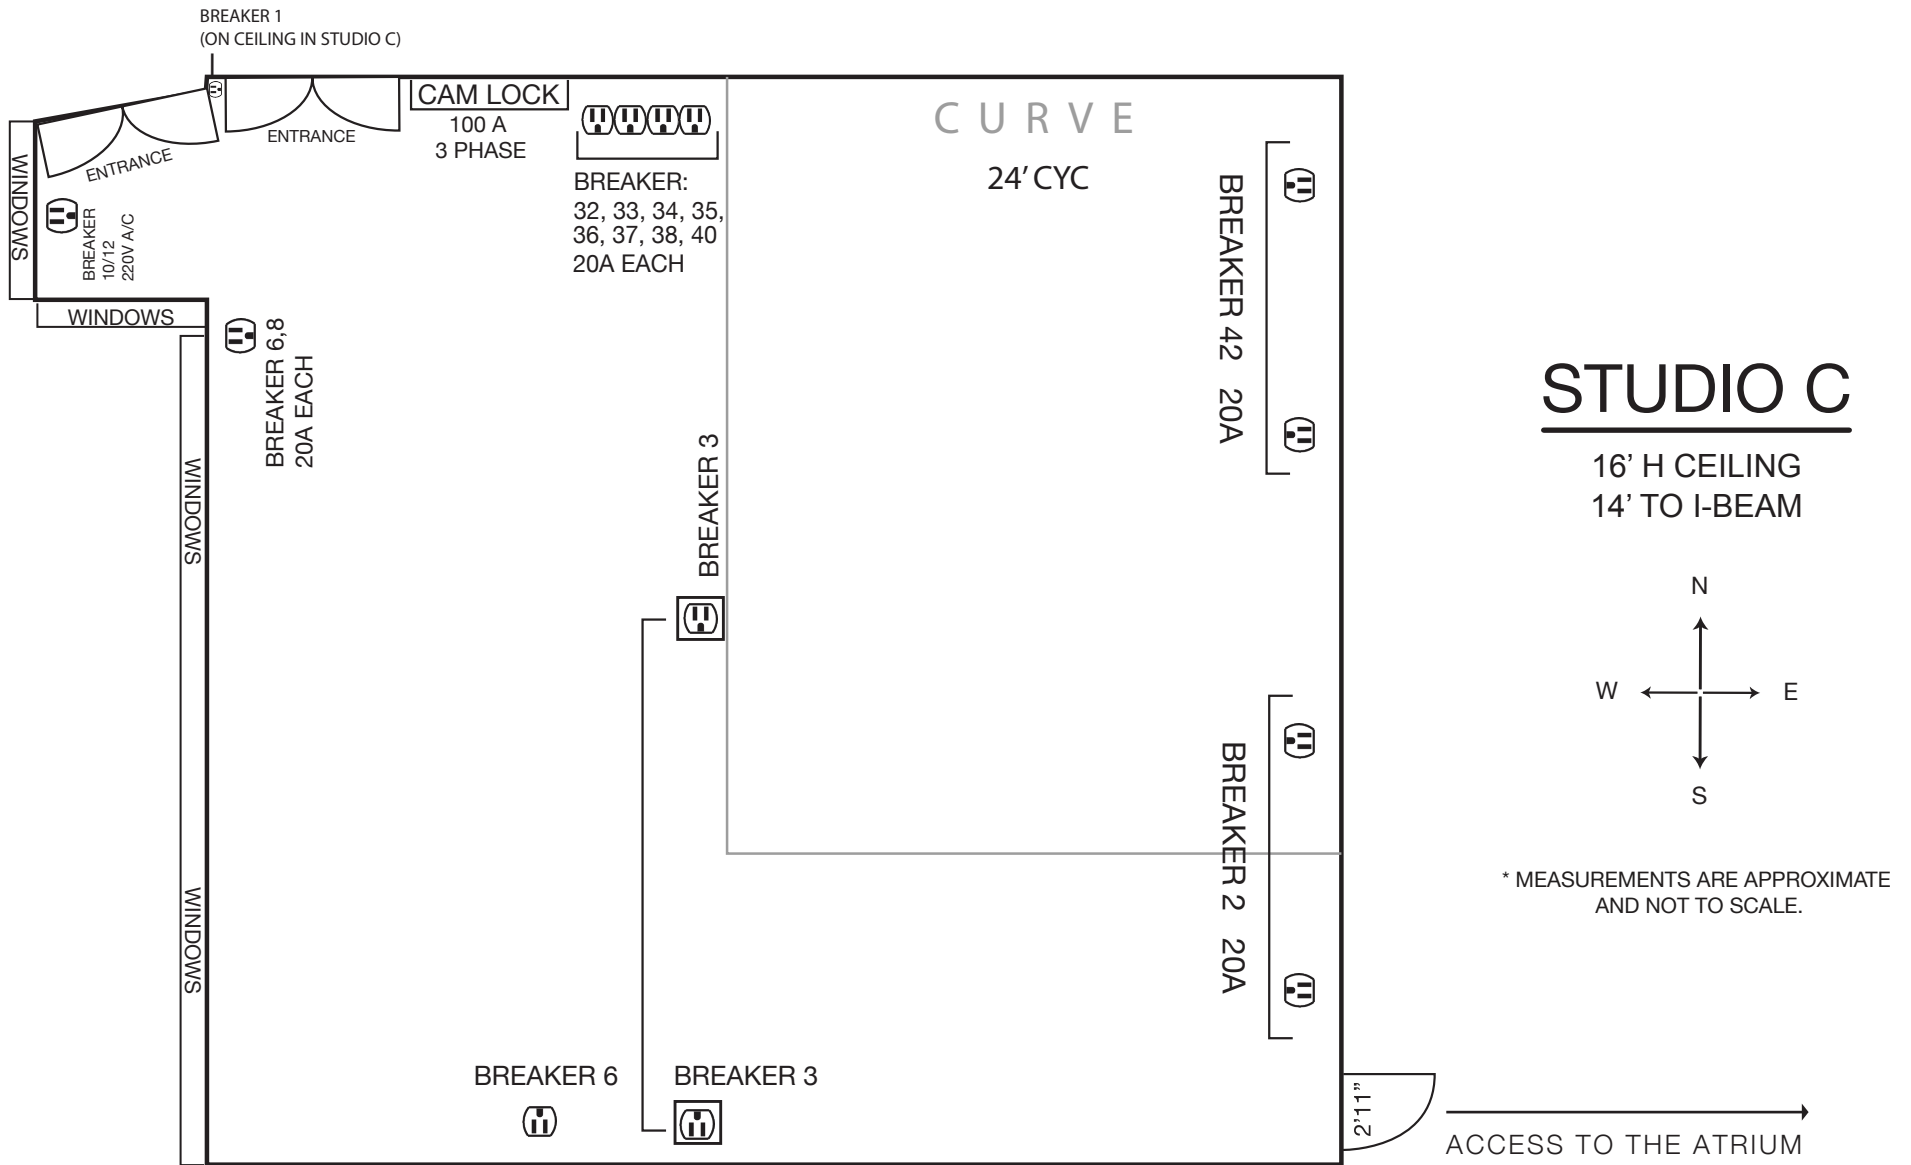 BREAKER 1
(ON CEILING IN STUDIO C)
CAM LOCK
100 A
3 PHASE
ENTRANCE
ENTRANCE
WINDOWS
BREAKER
10/12
220V A/C
WINDOWS
BREAKER:
32, 33, 34, 35,
36, 37, 38, 40
20A EACH
CURVE
24’ CYC
BREAKER 42 20A
BREAKER 6,8
20A EACH
WINDOWS
BREAKER 3
STUDIO C
16’ H CEILING
14’ TO I-BEAM
N
W
E
S
BREAKER 2 20A
* MEASUREMENTS ARE APPROXIMATE
AND NOT TO SCALE.
WINDOWS
BREAKER 6
BREAKER 3
2’11”
ACCESS TO THE ATRIUM